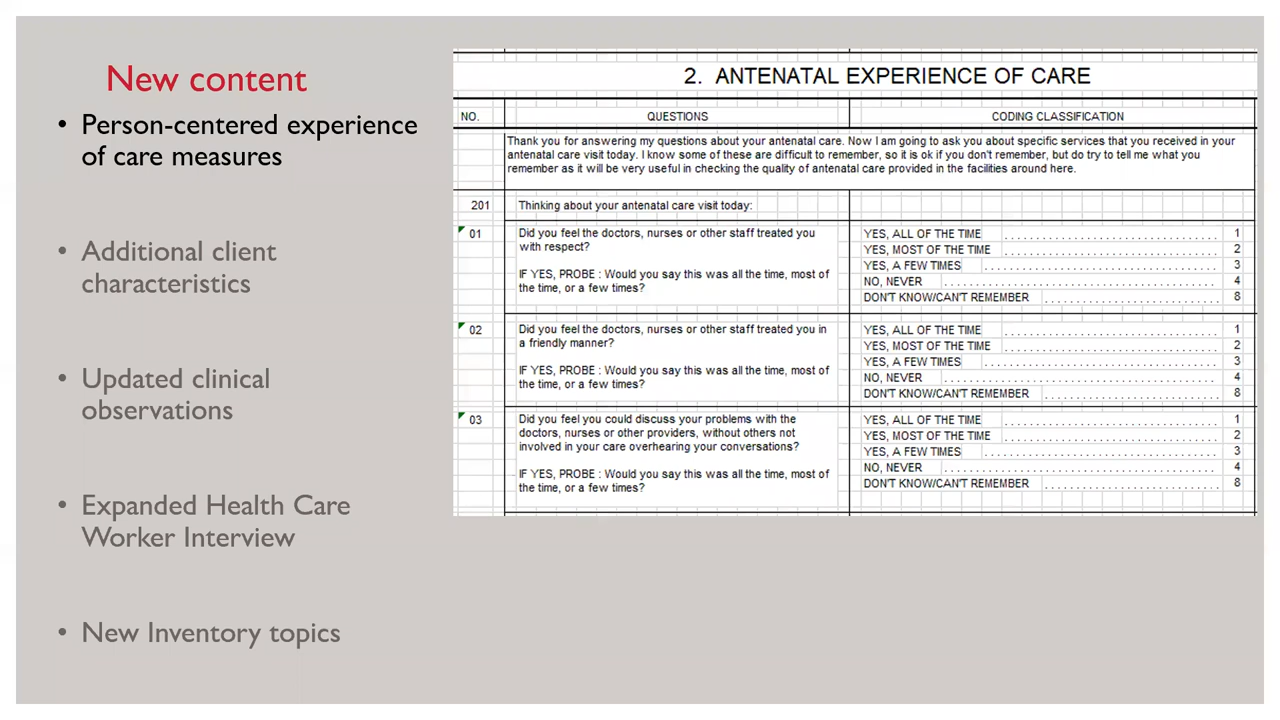 New content
• Person-centered experience
of care measures
• Additional client
characteristics
• Updated clinical
observations
• Expanded Health Care
Worker Interview
• New Inventory topics
2. ANTENATAL EXPERIENCE OF CARE
NO. QUESTIONS CODING CLASSIFICATION
Thank you for answering my questions about your antenatal care. Now I am going to ask you about specific services that you received in your
antenatal care visit today. I know some of these are difficult to remember, so it is ok if you don't remember, but do try to tell me what you
remember as it will be very useful in checking the quality of antenatal care provided in the facilities around here.
201 Thinking about your antenatal care visit today:
01 Did you feel the doctors, nurses or other staff treated you
with respect?
IF YES, PROBE : Would you say this was all the time, most of
the time, or a few times?
YES, ALL OF THE TIME 1
YES, MOST OF THE TIME 2
YES, A FEW TIMES 3
NO, NEVER 4
DON'T KNOW/CAN'T REMEMBER 8
02 Did you feel the doctors, nurses or other staff treated you in
a friendly manner?
IF YES, PROBE : Would you say this was all the time, most of
the time, or a few times?
YES, ALL OF THE TIME 1
YES, MOST OF THE TIME 2
YES, A FEW TIMES 3
NO, NEVER 4
DON'T KNOW/CAN'T REMEMBER 8
03 Did you feel you could discuss your problems with the
doctors, nurses or other providers, without others not
involved in your care overhearing your conversations?
IF YES, PROBE : Would you say this was all the time, most of
the time, or a few times?
YES, ALL OF THE TIME 1
YES, MOST OF THE TIME 2
YES, A FEW TIMES 3
NO, NEVER 4
DON'T KNOW/CAN'T REMEMBER 8